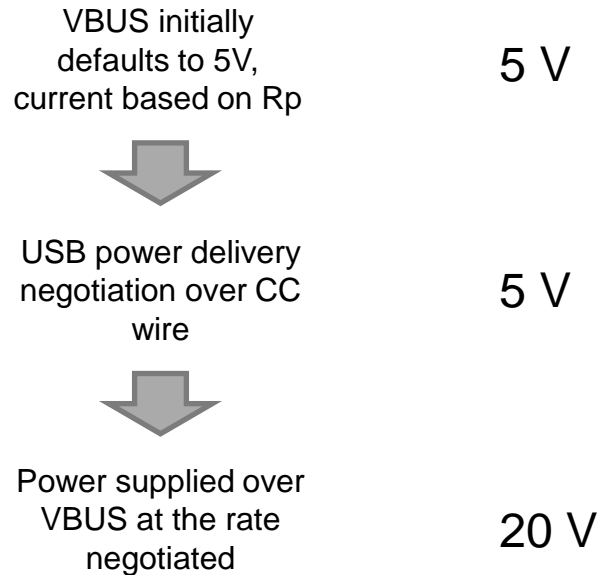 VBUS initially
defaults to 5V,
current based on Rp
5 V
USB power delivery
negotiation over CC
wire
5 V
Power supplied over
VBUS at the rate
negotiated
20 V